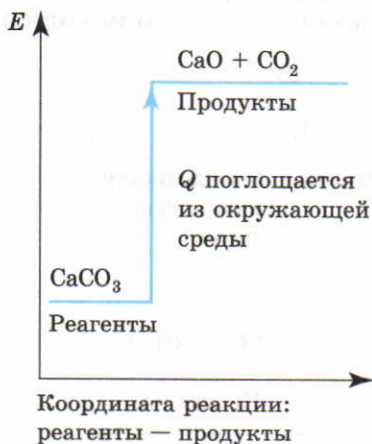 E
CaO + CO₂
Продукты
Q поглощается
из окружающей
среды
CaCO₃
Реагенты
Координата реакции:
реагенты — продукты